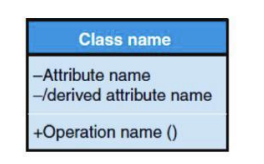 Class name
–Attribute name
–/derived attribute name
+Operation name ()